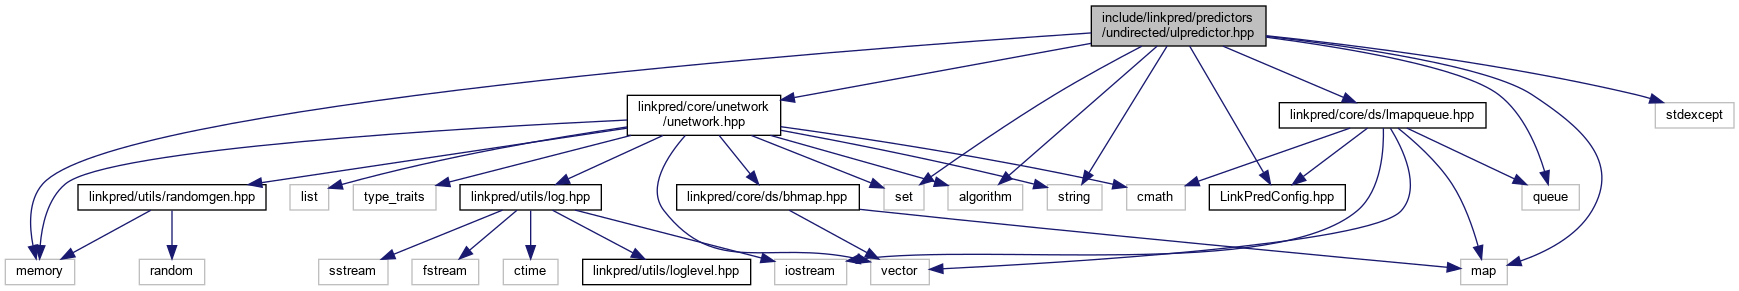 include/linkpred/predictors
/undirected/ulpredictor.hpp
linkpred/core/unetwork
/unetwork.hpp
linkpred/core/ds/lmapqueue.hpp
stdexcept
linkpred/utils/randomgen.hpp
list
type_traits
linkpred/utils/log.hpp
linkpred/core/ds/bhmap.hpp
set
algorithm
string
cmath
LinkPredConfig.hpp
queue
memory
random
sstream
fstream
ctime
linkpred/utils/loglevel.hpp
iostream
vector
map